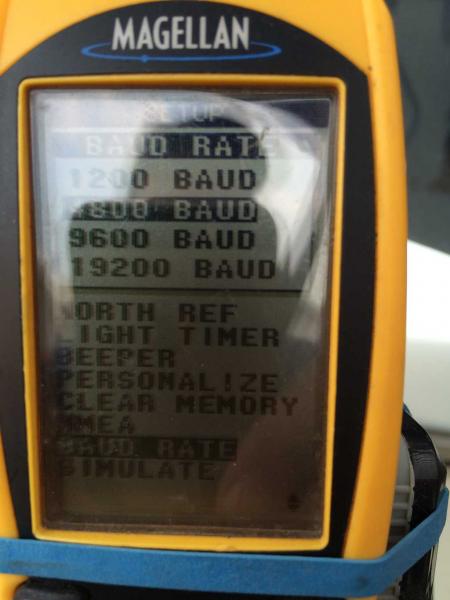 MAGELLAN
SETUP
BAUD RATE
1200 BAUD
4800 BAUD
9600 BAUD
19200 BAUD
NORTH REF
LIGHT TIMER
BEEPER
PERSONALIZE
CLEAR MEMORY
NMEA
BAUD RATE
SIMULATE